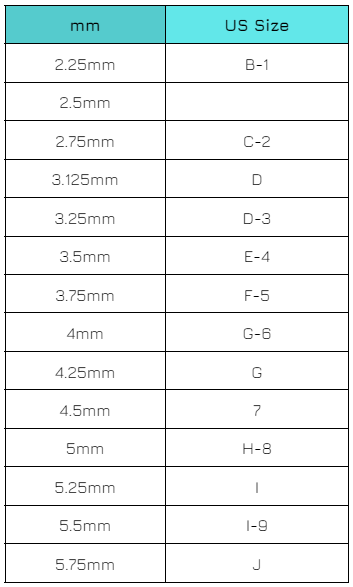 mm US Size
2.25mm B-1
2.5mm
2.75mm C-2
3.125mm D
3.25mm D-3
3.5mm E-4
3.75mm F-5
4mm G-6
4.25mm G
4.5mm 7
5mm H-8
5.25mm I
5.5mm I-9
5.75mm J